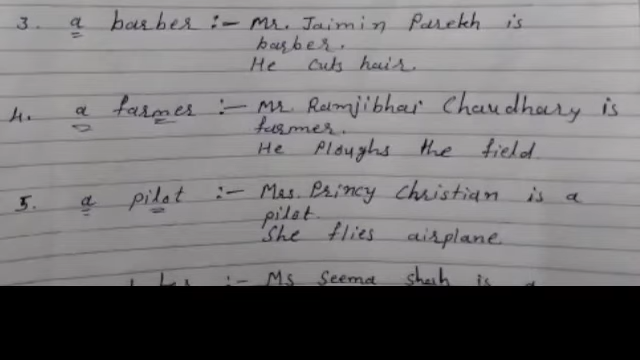 3. a barber :- Mr. Jaimin Parekh is
barber.
He cuts hair.
4. a farmer :- Mr. Ramjibhai Chaudhary is
farmer.
He Ploughs the field.
5. a pilot :- Mrs. Princy Christian is a
pilot.
She flies airplane.
:- Ms Seema Shah is a